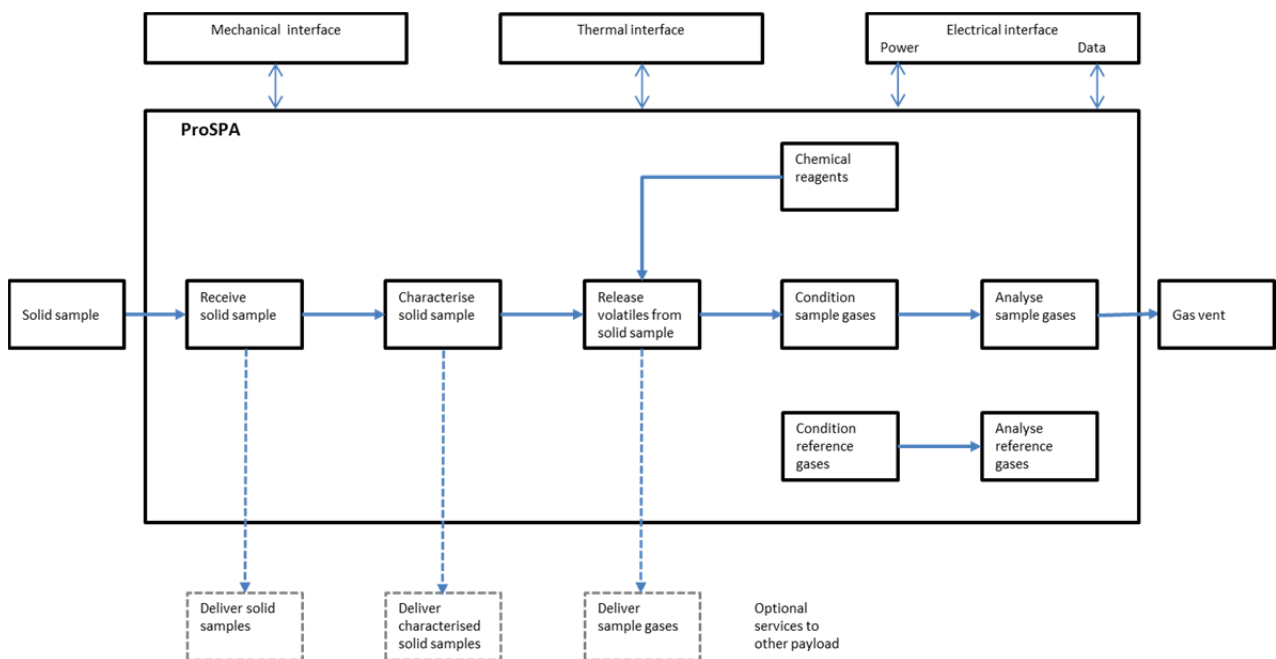 Mechanical interface
Thermal interface
Electrical interface
Power
Data
ProSPA
Chemical
reagents
Solid sample
Receive
solid sample
Characterise
solid sample
Release
volatiles from
solid sample
Condition
sample gases
Analyse
sample gases
Gas vent
Condition
reference
gases
Analyse
reference
gases
Deliver solid
samples
Deliver
characterised
solid samples
Deliver
sample gases
Optional
services to
other payload